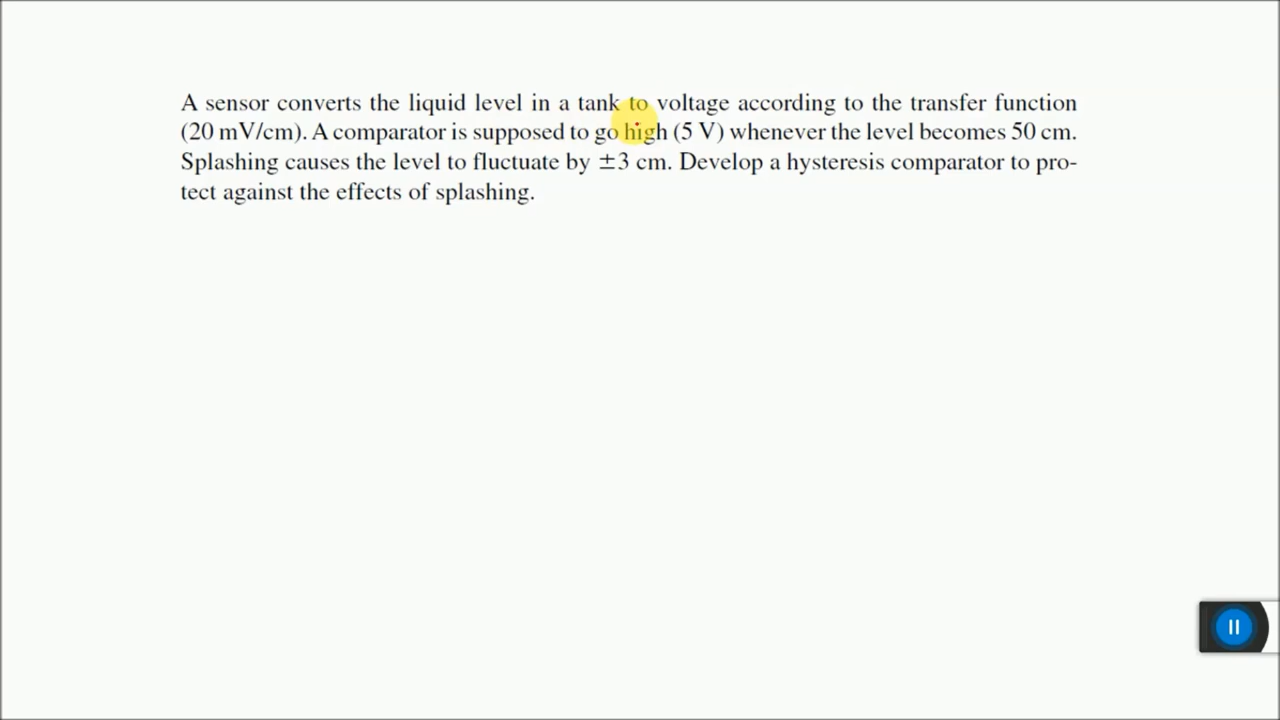 A sensor converts the liquid level in a tank to voltage according to the transfer function
(20 mV/cm). A comparator is supposed to go high (5 V) whenever the level becomes 50 cm.
Splashing causes the level to fluctuate by ±3 cm. Develop a hysteresis comparator to pro-
tect against the effects of splashing.